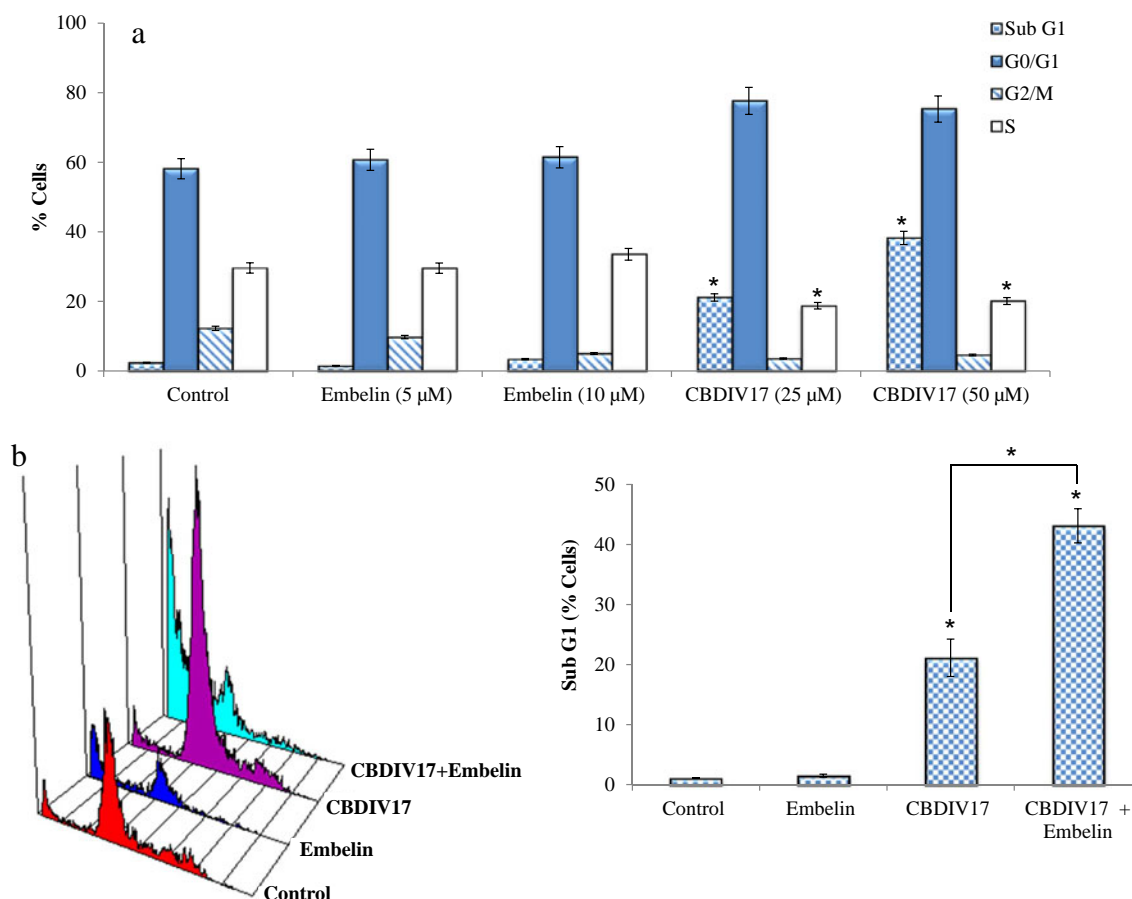 a
100
80
60
40
20
0
% Cells
Sub G1
G0/G1
G2/M
S
* * * *
Control Embelin (5 µM) Embelin (10 µM) CBDIV17 (25 µM) CBDIV17 (50 µM)
b
CBDIV17+Embelin
CBDIV17
Embelin
Control
50
40
30
20
10
0
Sub G1 (% Cells)
*
*
*
Control Embelin CBDIV17 CBDIV17 +
Embelin